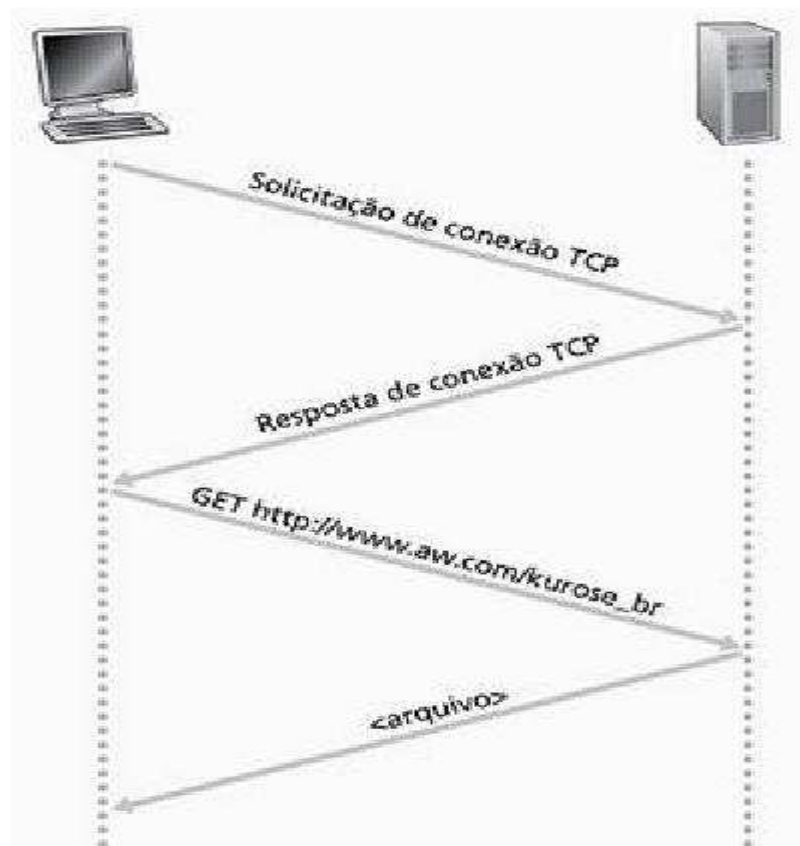 Solicitação de conexão TCP
Resposta de conexão TCP
GET http://www.aw.com/kurose_br
<arquivo>